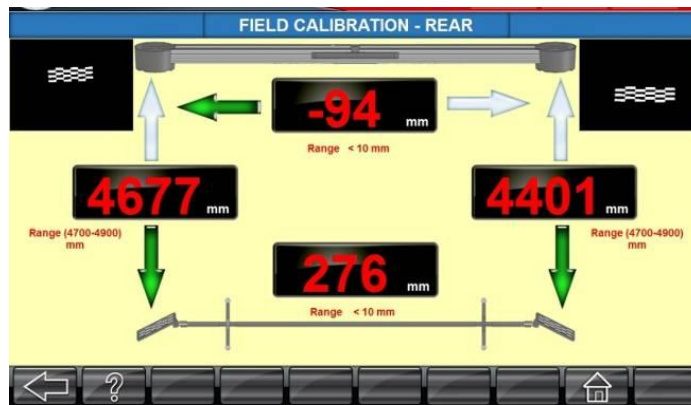 FIELD CALIBRATION - REAR
-94 mm
Range < 10 mm
4677 mm
4401 mm
Range (4700-4900)
mm
Range (4700-4900)
mm
276 mm
Range < 10 mm
?